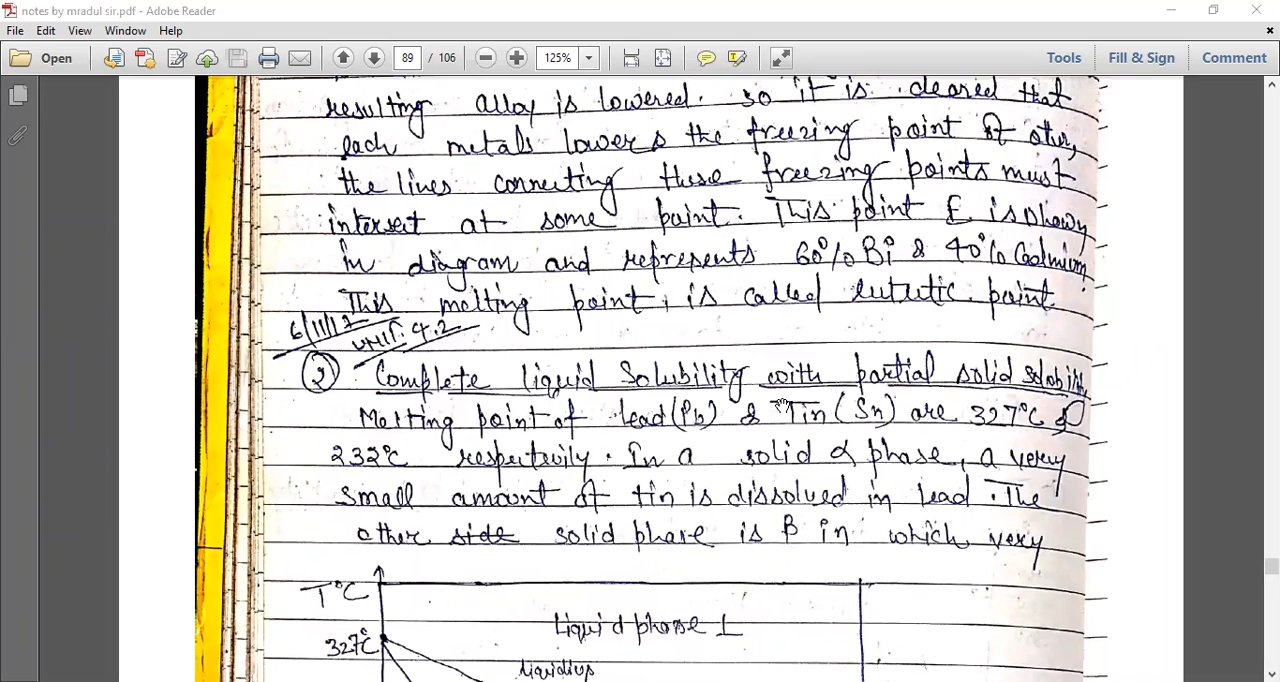 notes by mradul sir.pdf - Adobe Reader
File Edit View Window Help
Open 89 / 106 125% Tools Fill & Sign Comment
resulting alloy is lowered. so it is cleared that
each metals lowers the freezing point of other,
the lines connecting these freezing points must
intersect at some point. This point E is shown
in diagram and represents 60% Bi & 40% Cadmium.
This melting point, is called eutectic point
6/11/17 UNIT: 4.2
② Complete liquid Solubility with partial solid solubility
Melting point of lead (Pb) & Tin (Sn) are 327°C &
232°C respectively. In a solid α phase, a very
small amount of tin is dissolved in lead. The
other side solid phase is β in which very
T°C
Liquid phase L
327°C
liquidius